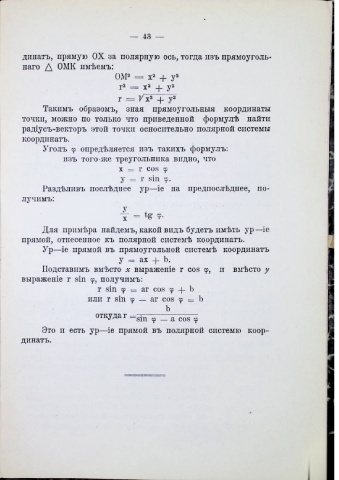 — 43 —
динатъ, прямую OX за полярную ось, тогда изъ прямоуголь-
наго △ OMK имѣемъ:
OM² = x² + y²
r² = x² + y²
r = √x² + y²
Такимъ образомъ, зная прямоугольныя координаты
точки, можно по только что приведенной формулѣ найти
радіусъ-векторъ этой точки осносительно полярной системы
координатъ.
Уголъ φ опредѣляется изъ такихъ формулъ:
изъ того-же треугольника видно, что
x = r cos φ
y = r sin φ.
Раздѣливъ послѣднее ур—іе на предпослѣднее, по-
лучимъ:
y/x = tg φ.
Для примѣра найдемъ, какой видъ будетъ имѣть ур—іе
прямой, отнесенное къ полярной системѣ координатъ.
Ур—іе прямой въ прямоугольной системѣ координатъ
y = ax + b.
Подставимъ вмѣсто x выраженіе r cos φ, и вмѣсто y
выраженіе r sin φ, получимъ:
r sin φ = ar cos φ + b
или r sin φ — ar cos φ = b
откуда r = b/sin φ — a cos φ
Это и есть ур—іе прямой въ полярной системю коор-
динатъ.